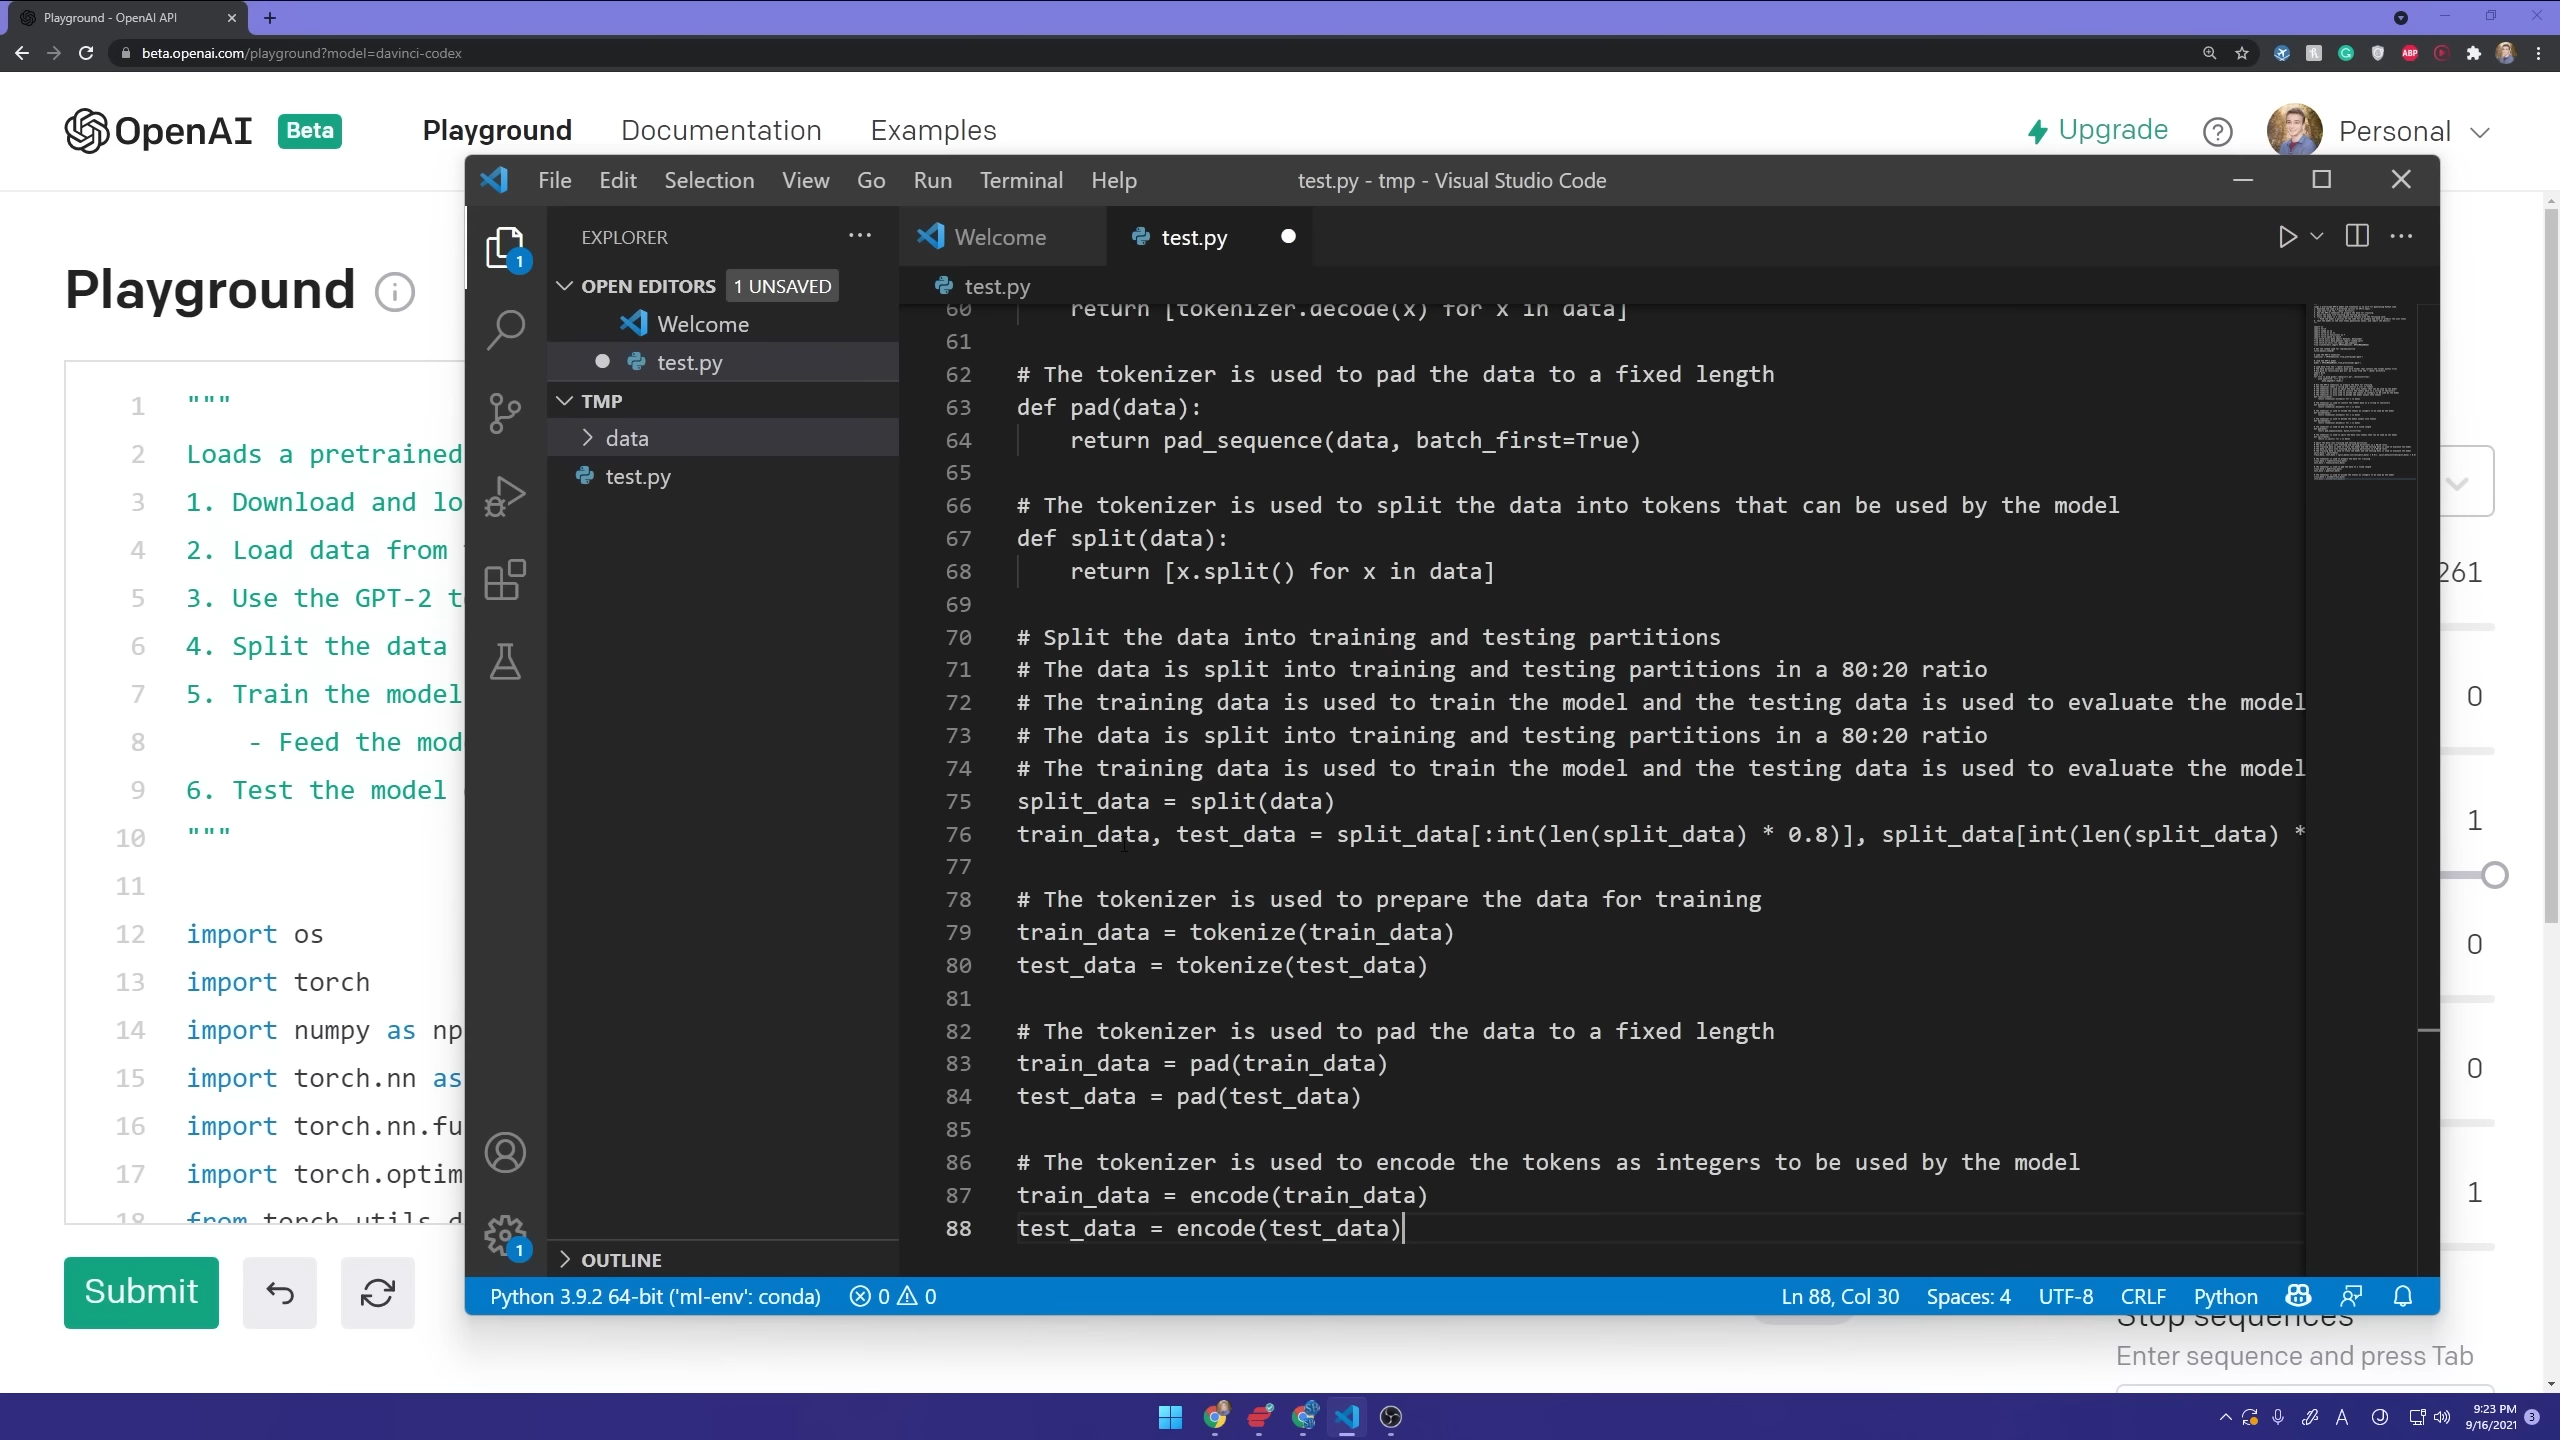 Playground - OpenAI API
beta.openai.com/playground?model=davinci-codex
ABP
OpenAI Beta Playground Documentation Examples Upgrade Personal
File Edit Selection View Go Run Terminal Help test.py - tmp - Visual Studio Code
Playground
EXPLORER
OPEN EDITORS 1 UNSAVED
Welcome
test.py
TMP
data
test.py
OUTLINE
1
1
Welcome test.py
test.py
60 return [tokenizer.decode(x) for x in data]
61
62 # The tokenizer is used to pad the data to a fixed length
63 def pad(data):
64 return pad_sequence(data, batch_first=True)
65
66 # The tokenizer is used to split the data into tokens that can be used by the model
67 def split(data):
68 return [x.split() for x in data]
69
70 # Split the data into training and testing partitions
71 # The data is split into training and testing partitions in a 80:20 ratio
72 # The training data is used to train the model and the testing data is used to evaluate the model
73 # The data is split into training and testing partitions in a 80:20 ratio
74 # The training data is used to train the model and the testing data is used to evaluate the model
75 split_data = split(data)
76 train_data, test_data = split_data[:int(len(split_data) * 0.8)], split_data[int(len(split_data) *
77
78 # The tokenizer is used to prepare the data for training
79 train_data = tokenize(train_data)
80 test_data = tokenize(test_data)
81
82 # The tokenizer is used to pad the data to a fixed length
83 train_data = pad(train_data)
84 test_data = pad(test_data)
85
86 # The tokenizer is used to encode the tokens as integers to be used by the model
87 train_data = encode(train_data)
88 test_data = encode(test_data)
Python 3.9.2 64-bit ('ml-env': conda) 0 0 Ln 88, Col 30 Spaces: 4 UTF-8 CRLF Python
1 """
2 Loads a pretrained
3 1. Download and lo
4 2. Load data from
5 3. Use the GPT-2 t
6 4. Split the data
7 5. Train the model
8 - Feed the mod
9 6. Test the model
10 """
11
12 import os
13 import torch
14 import numpy as np
15 import torch.nn as
16 import torch.nn.fu
17 import torch.optim
18 from torch.utils.d
Submit
261
0
1
0
0
1
Stop sequences
Enter sequence and press Tab
9:23 PM
9/16/2021
3